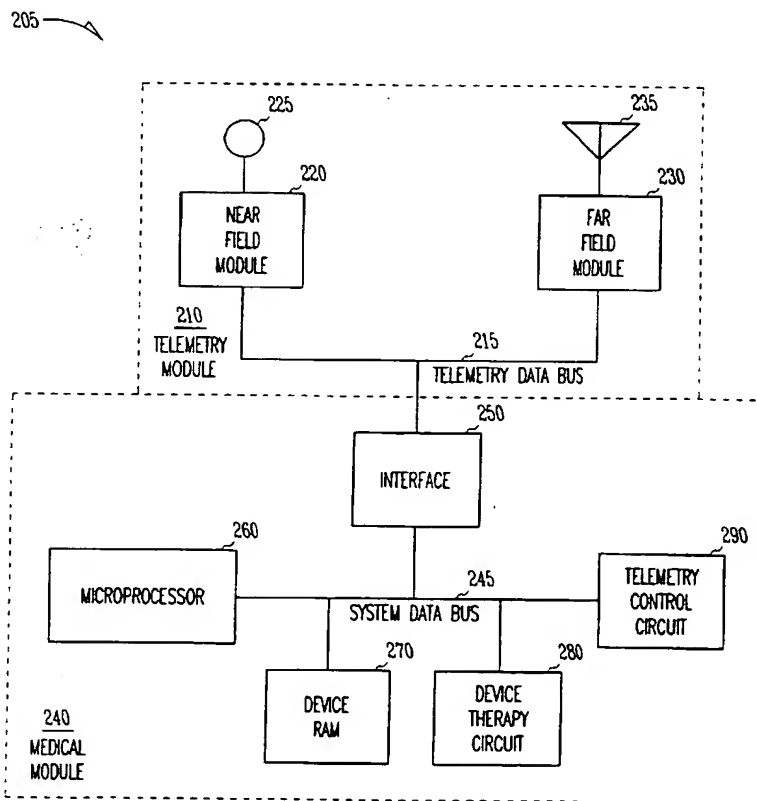 205
225
235
220
230
NEAR
FIELD
MODULE
FAR
FIELD
MODULE
210
TELEMETRY
MODULE
215
TELEMETRY DATA BUS
250
INTERFACE
260
MICROPROCESSOR
245
SYSTEM DATA BUS
290
TELEMETRY
CONTROL
CIRCUIT
270
DEVICE
RAM
280
DEVICE
THERAPY
CIRCUIT
240
MEDICAL
MODULE